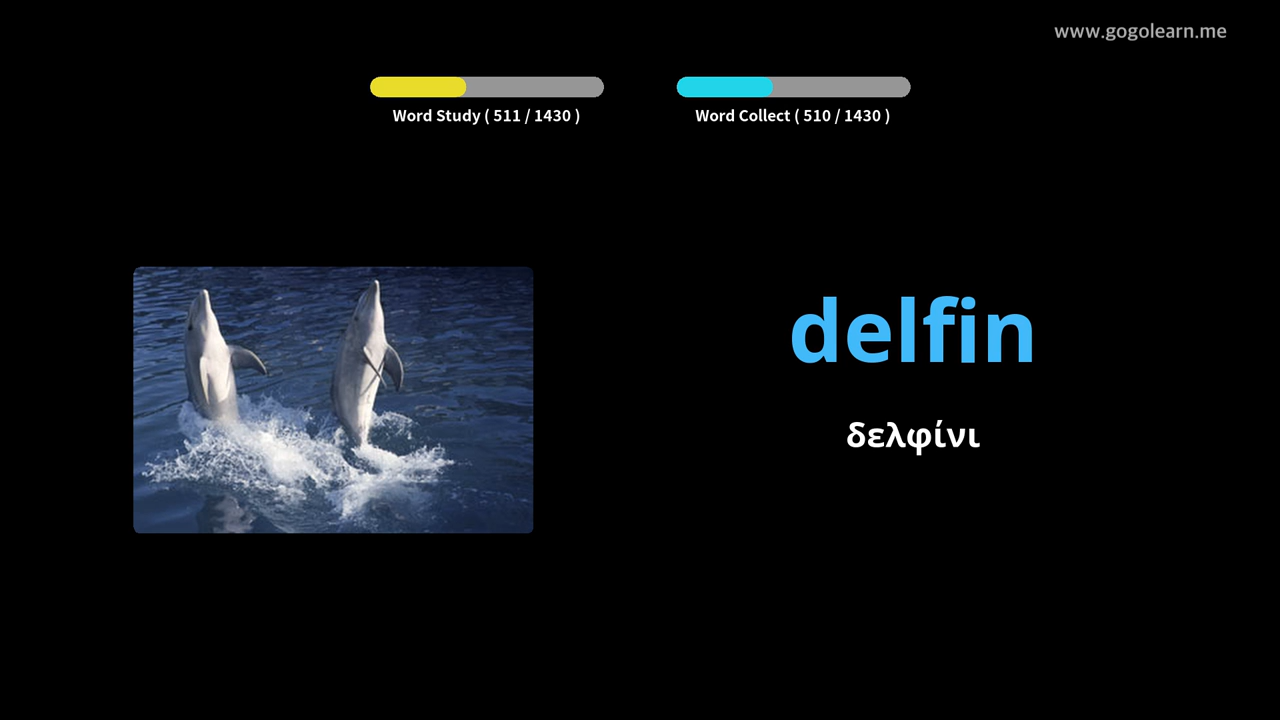 www.gogolearn.me
Word Study ( 511 / 1430 )
Word Collect ( 510 / 1430 )
delfin
δελφίνι